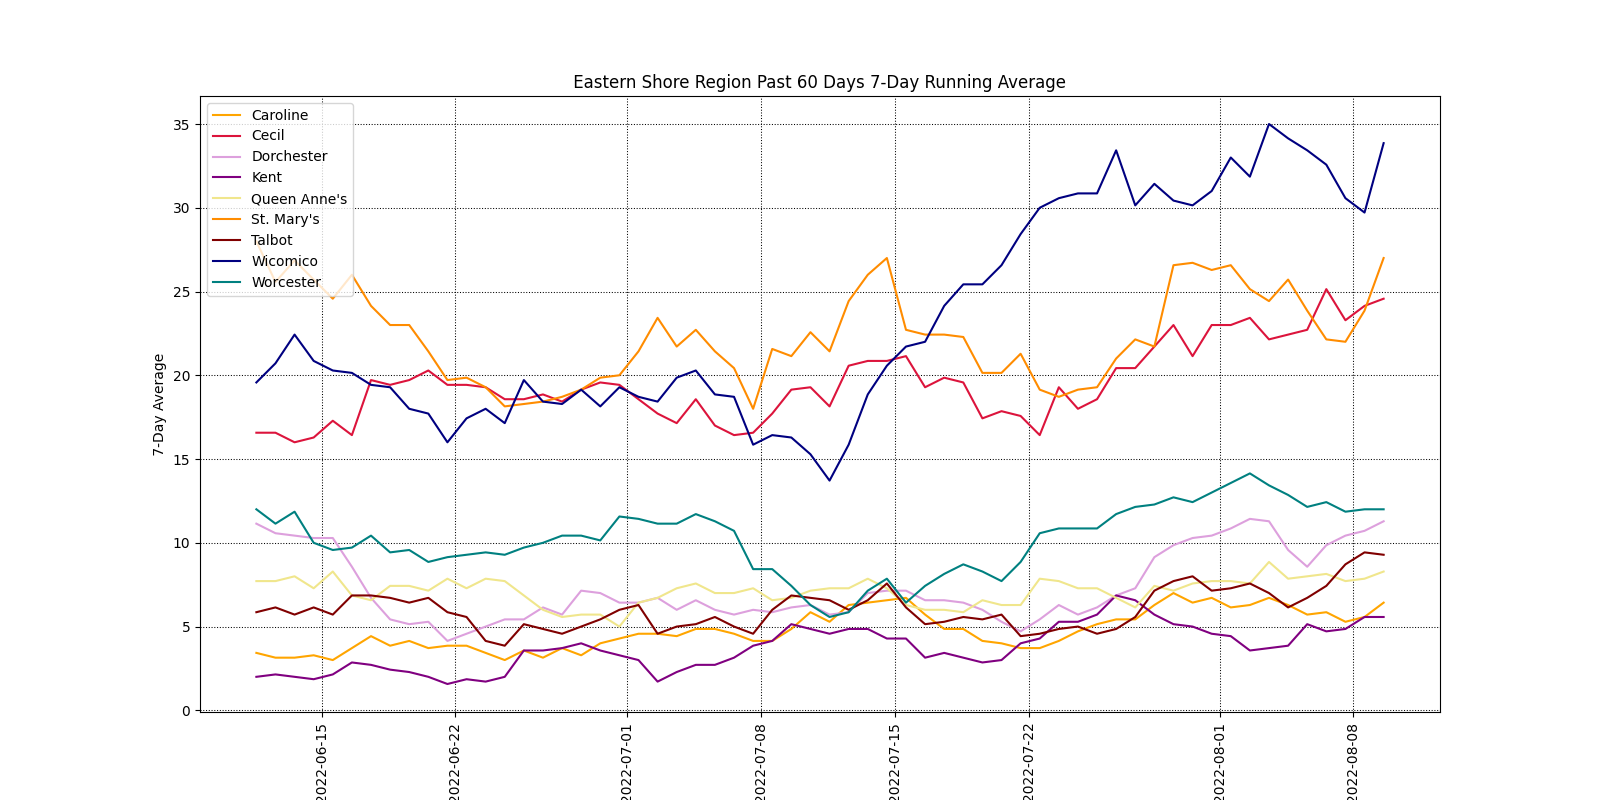 Eastern Shore Region Past 60 Days 7-Day Running Average
Caroline
Cecil
Dorchester
Kent
Queen Anne's
St. Mary's
Talbot
Wicomico
Worcester
7-Day Average
35
30
25
20
15
10
5
0
2022-06-15
2022-06-22
2022-07-01
2022-07-08
2022-07-15
2022-07-22
2022-08-01
2022-08-08